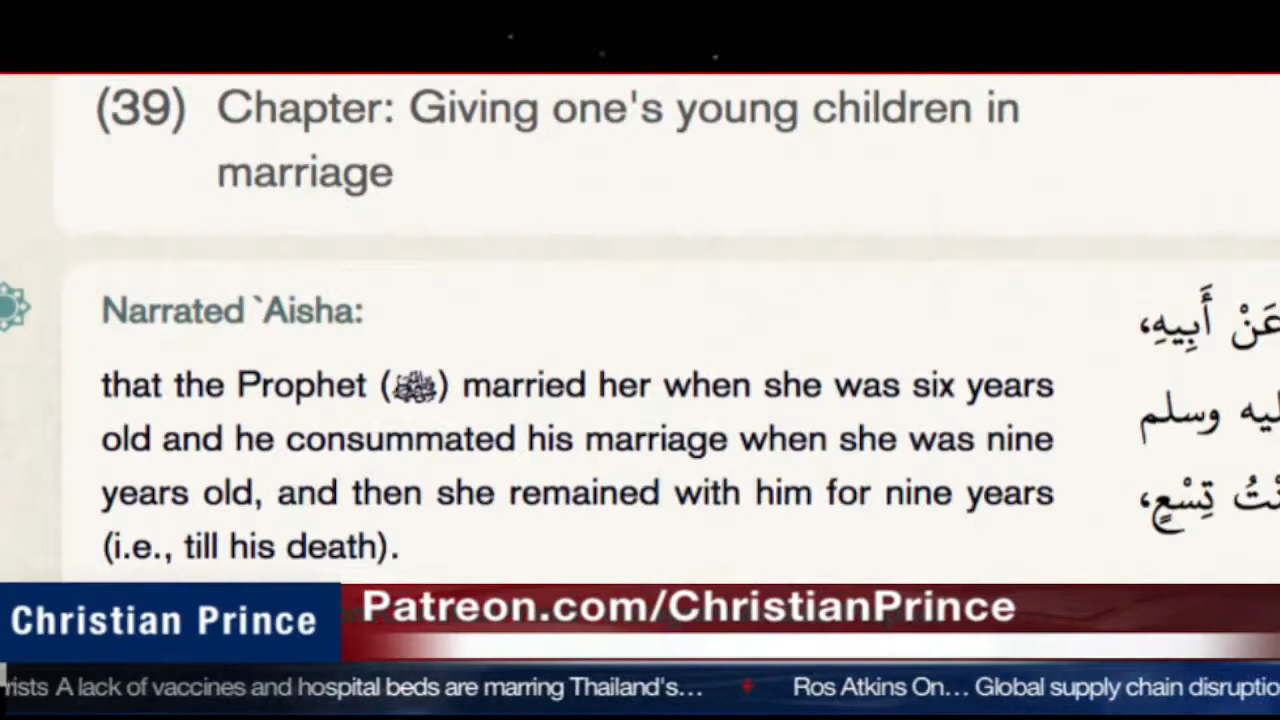 (39) Chapter: Giving one's young children in
marriage
Narrated `Aisha:
عَنْ أَبِيهِ،
that the Prophet (ﷺ) married her when she was six years
old and he consummated his marriage when she was nine
وسلم
years old, and then she remained with him for nine years
تِسْعٍ،
(i.e., till his death).
Christian Prince
Patreon.com/ChristianPrince
A lack of vaccines and hospital beds are marring Thailand's... Ros Atkins On... Global supply chain